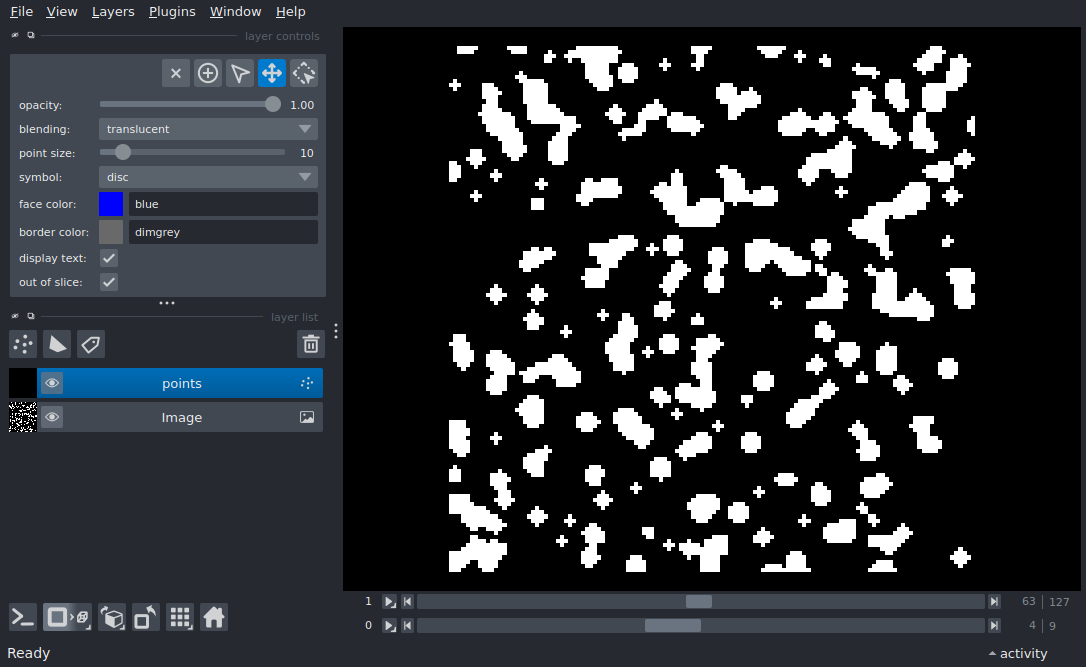 File View Layers Plugins Window Help
layer controls
opacity: 1.00
blending: translucent
point size: 10
symbol: disc
face color: blue
border color: dimgrey
display text:
out of slice:
layer list
points
Image
1 63 | 127
0 4 | 9
Ready activity